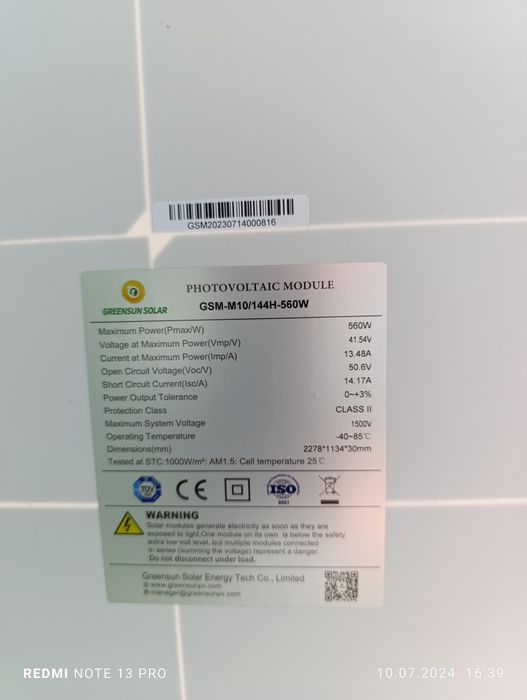 GSM20230714000816
GREENSUN SOLAR
PHOTOVOLTAIC MODULE
GSM-M10/144H-560W
Maximum Power(Pmax/W) 560W
Voltage at Maximum Power(Vmp/V) 41.54V
Current at Maximum Power(Imp/A) 13.48A
Open Circuit Voltage(Voc/V) 50.6V
Short Circuit Current(Isc/A) 14.17A
Power Output Tolerance 0~+3%
Protection Class CLASS II
Maximum System Voltage 1500V
Operating Temperature -40~85℃
Dimensions(mm) 2278*1134*30mm
Tested at STC:1000W/m²: AM1.5: Cell temperature 25℃
TÜV CE ISO 9001
WARNING
Solar modules generate electricity as soon as they are
exposed to light.One module on its own is below the safety
extra low volt level, but multiple modules connected
in series (summing the voltage) represent a danger.
Do not disconnect under load.
Greensun Solar Energy Tech Co., Limited
www.greensunpv.com
manager@greensunpv.com
REDMI NOTE 13 PRO
10.07.2024 16:39